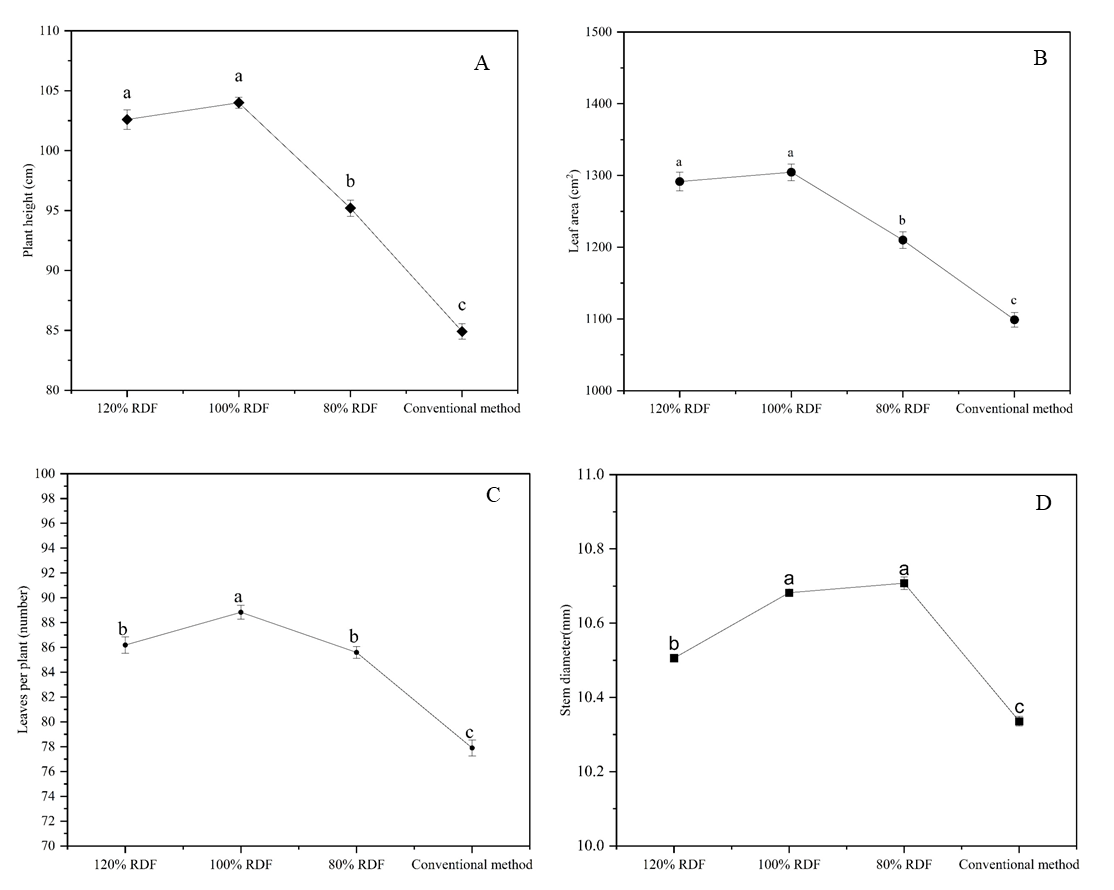 A
Plant height (cm)
110
105
100
95
90
85
80
a
a
b
c
120% RDF
100% RDF
80% RDF
Conventional method
B
Leaf area (cm²)
1500
1400
1300
1200
1100
1000
a
a
b
c
120% RDF
100% RDF
80% RDF
Conventional method
C
Leaves per plant (number)
100
98
96
94
92
90
88
86
84
82
80
78
76
74
72
70
b
a
b
c
120% RDF
100% RDF
80% RDF
Conventional method
D
Stem diameter(mm)
11.0
10.8
10.6
10.4
10.2
10.0
b
a
a
c
120% RDF
100% RDF
80% RDF
Conventional method